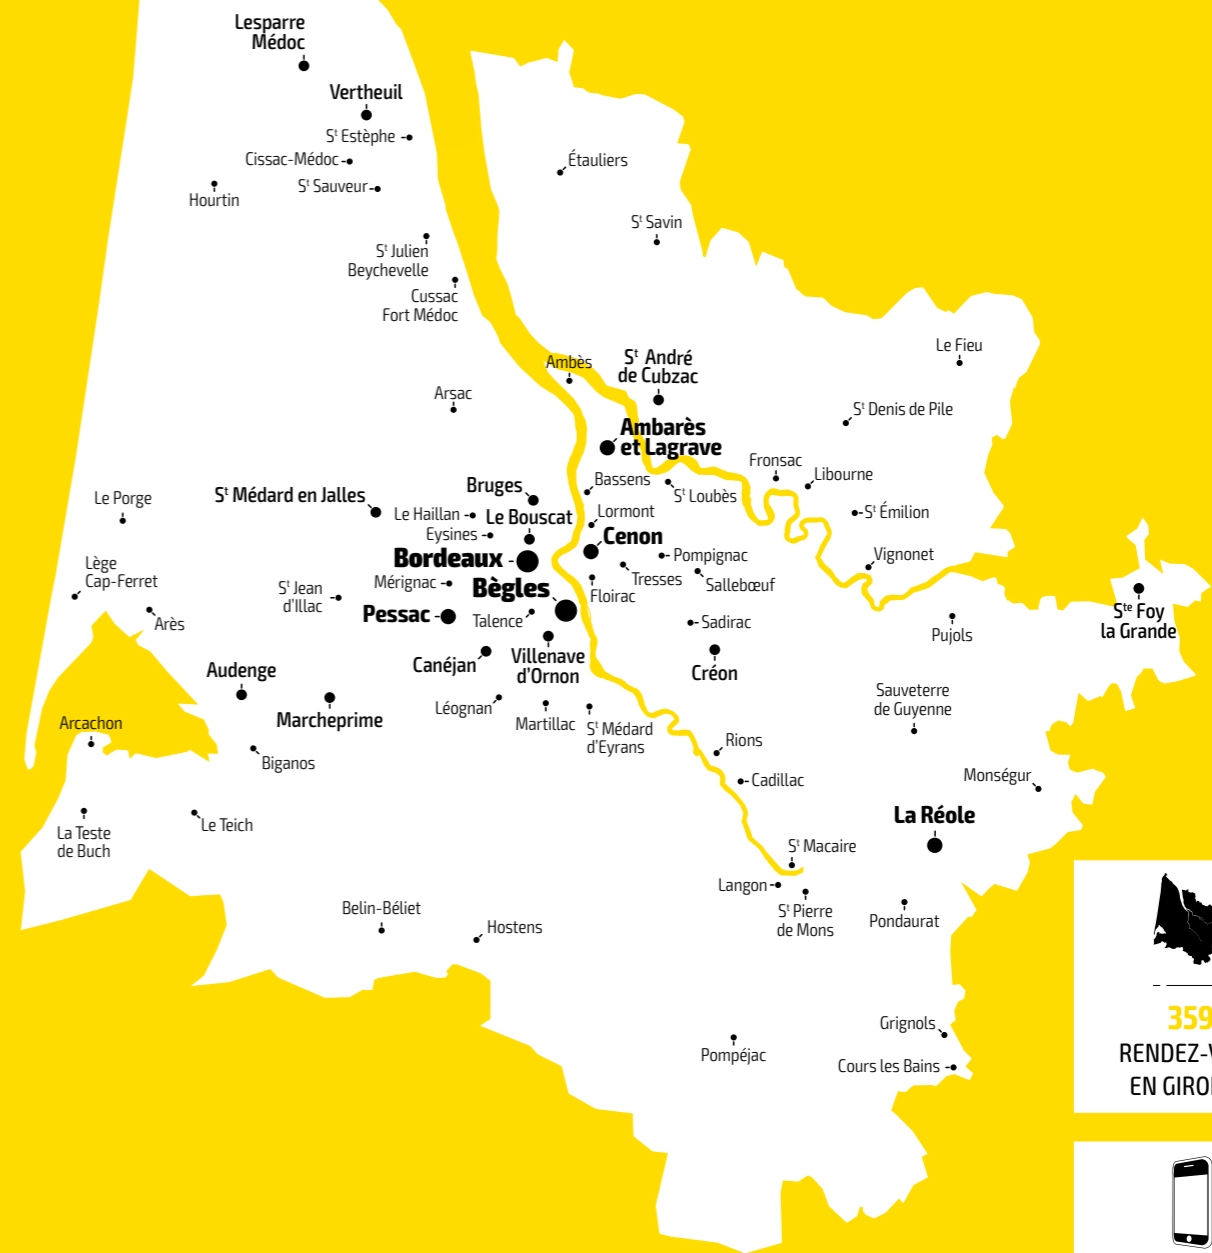 Lesparre
Médoc
Vertheuil
Sᵗ Estèphe
Cissac-Médoc
Sᵗ Sauveur
Hourtin
Étauliers
Sᵗ Savin
Sᵗ Julien
Beychevelle
Cussac
Fort Médoc
Ambès
Sᵗ André
de Cubzac
Le Fieu
Arsac
Sᵗ Denis de Pile
Ambarès
et Lagrave
Fronsac
Libourne
Bassens
Sᵗ Loubès
Bruges
Sᵗ Médard en Jalles
Le Porge
Le Haillan
Le Bouscat
Lormont
Sᵗ Émilion
Eysines
Cenon
Bordeaux
Pompignac
Vignonet
Lège
Cap-Ferret
Mérignac
Bègles
Tresses
Sallebœuf
Sᵗ Jean
d'Illac
Floirac
Arès
Pessac
Talence
Sadirac
Pujols
Sᵗᵉ Foy
la Grande
Audenge
Canéjan
Villenave
d'Ornon
Créon
Sauveterre
de Guyenne
Marcheprime
Léognan
Martillac
Sᵗ Médard
d'Eyrans
Arcachon
Biganos
Rions
Cadillac
Monségur
La Teste
de Buch
Le Teich
La Réole
Sᵗ Macaire
Langon
Sᵗ Pierre
de Mons
Pondaurat
Belin-Béliet
Hostens
Grignols
Pompéjac
Cours les Bains
359
RENDEZ-V
EN GIRO